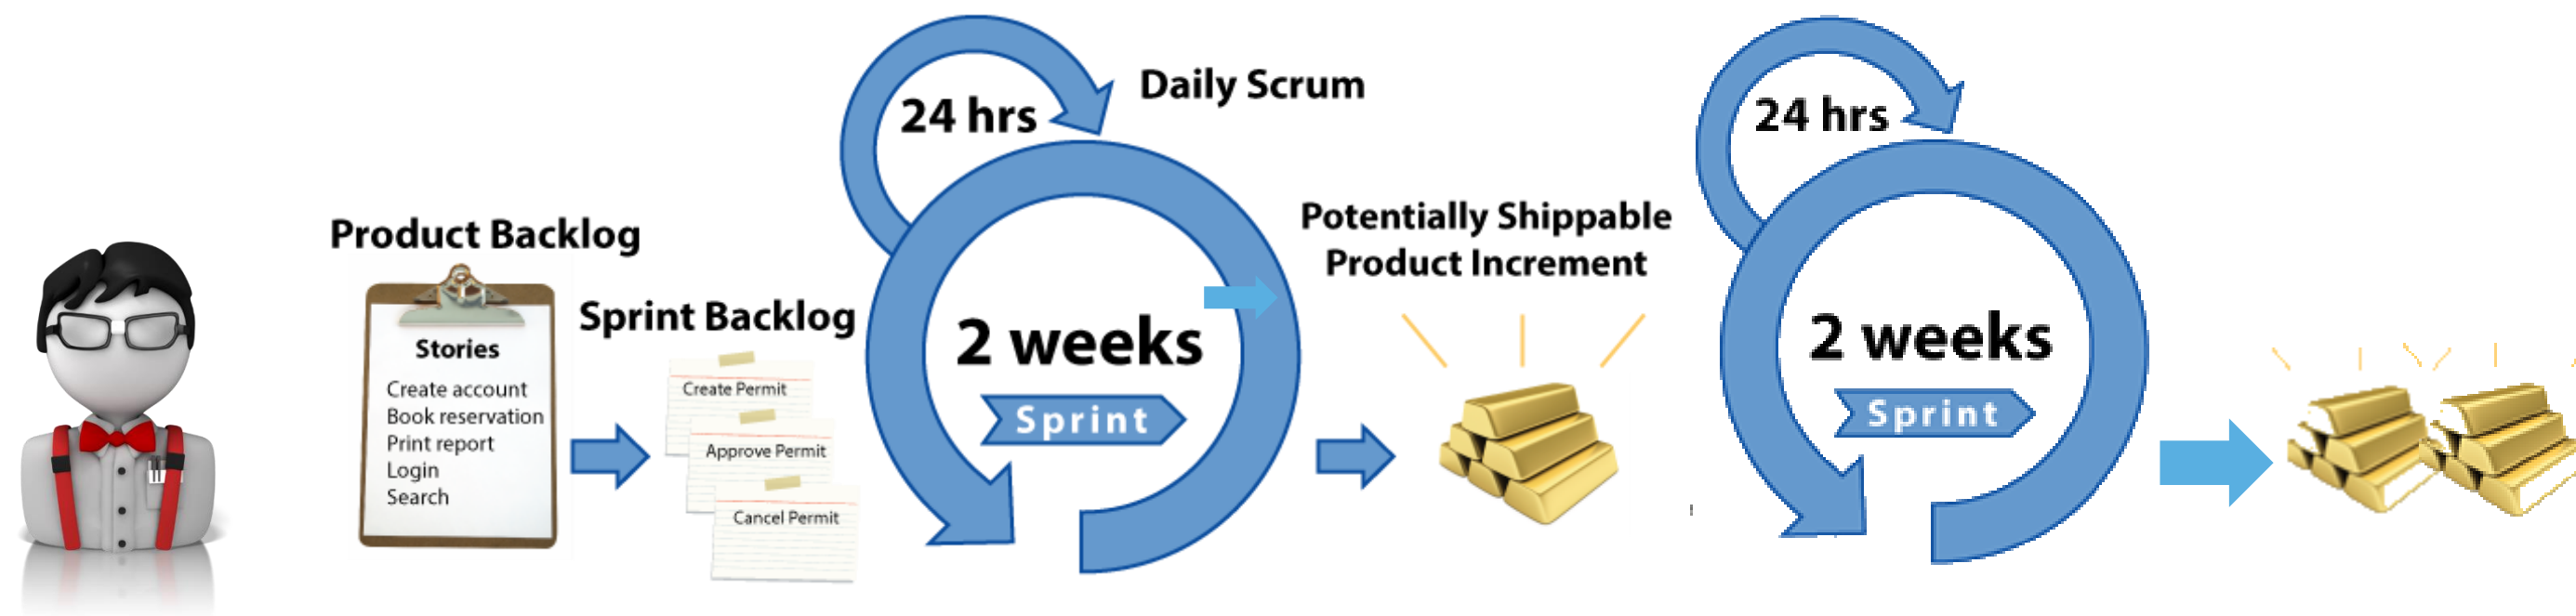 Product Backlog
Stories
Create account
Book reservation
Print report
Login
Search
Sprint Backlog
Create Permit
Approve Permit
Cancel Permit
24 hrs
Daily Scrum
2 weeks
Sprint
Potentially Shippable
Product Increment
24 hrs
2 weeks
Sprint